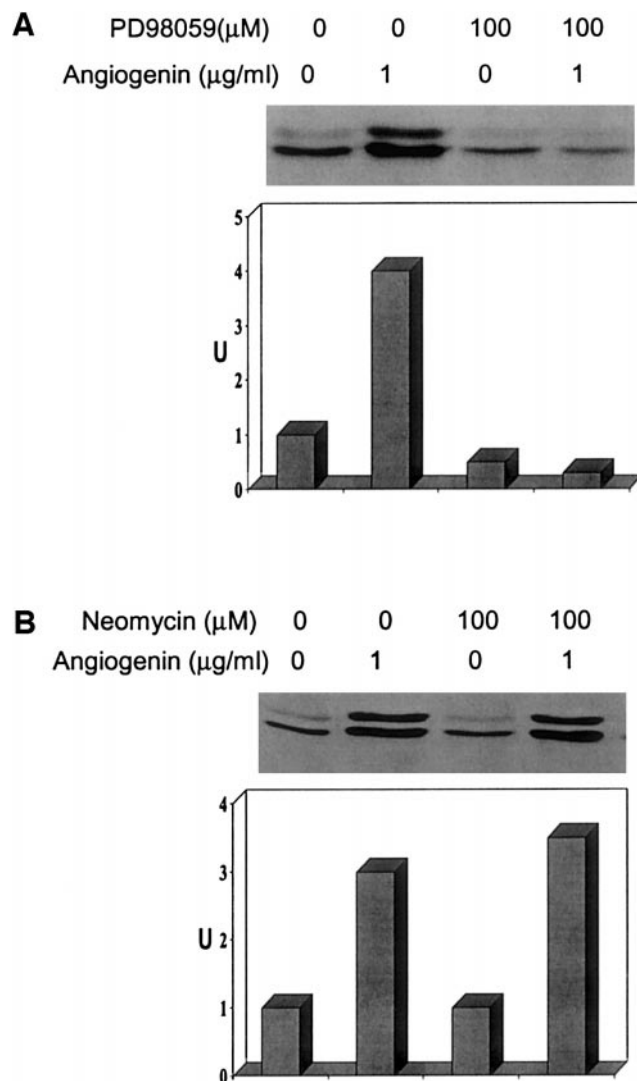 A
PD98059(μM) 0 0 100 100
Angiogenin (μg/ml) 0 1 0 1
5
4
3
U
2
1
0
B
Neomycin (μM) 0 0 100 100
Angiogenin (μg/ml) 0 1 0 1
4
3
U
2
1
0